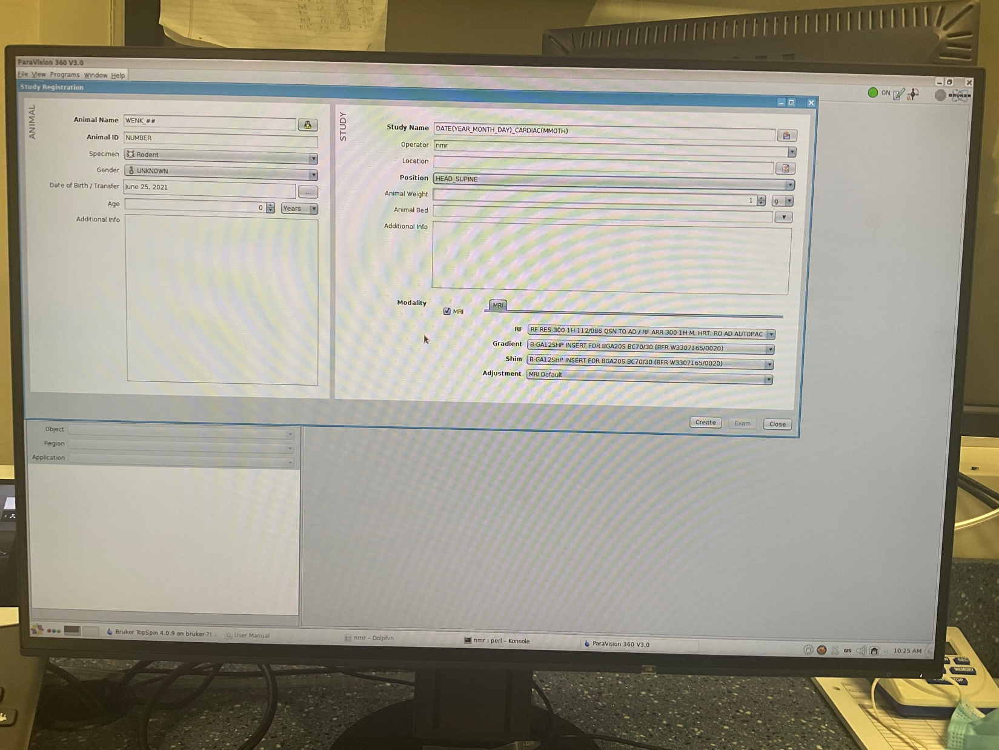 ParaVision 360 V3.0
File View Programs Window Help
Study Registration
ON
BRUKER
ANIMAL
Animal Name WENK_##
Animal ID NUMBER
Specimen Rodent
Gender UNKNOWN
Date of Birth / Transfer June 25, 2021 ...
Age 0 Years
Additional Info
STUDY
Study Name DATE(YEAR_MONTH_DAY)_CARDIAC(MMOTH)
Operator nmr
Location
Position HEAD_SUPINE
Animal Weight 1 g
Animal Bed
Additional Info
Modality MRI MRI
RF RF RES 300 1H 112/086 QSN TO AD / RF ARR 300 1H M. HRT. RO AD AUTOPAC
Gradient B-GA12SHP INSERT FOR BGA20S BC70/30 (BFR W3307165/0020)
Shim B-GA12SHP INSERT FOR BGA20S BC70/30 (BFR W3307165/0020)
Adjustment MRI Default
Create Exam Close
Object
Region
Application
Bruker TopSpin 4.0.9 on bruker-7t User Manual nmr – Dolphin nmr : perl – Konsole ParaVision 360 V3.0 us 10:25 AM
SEC
MEMORY